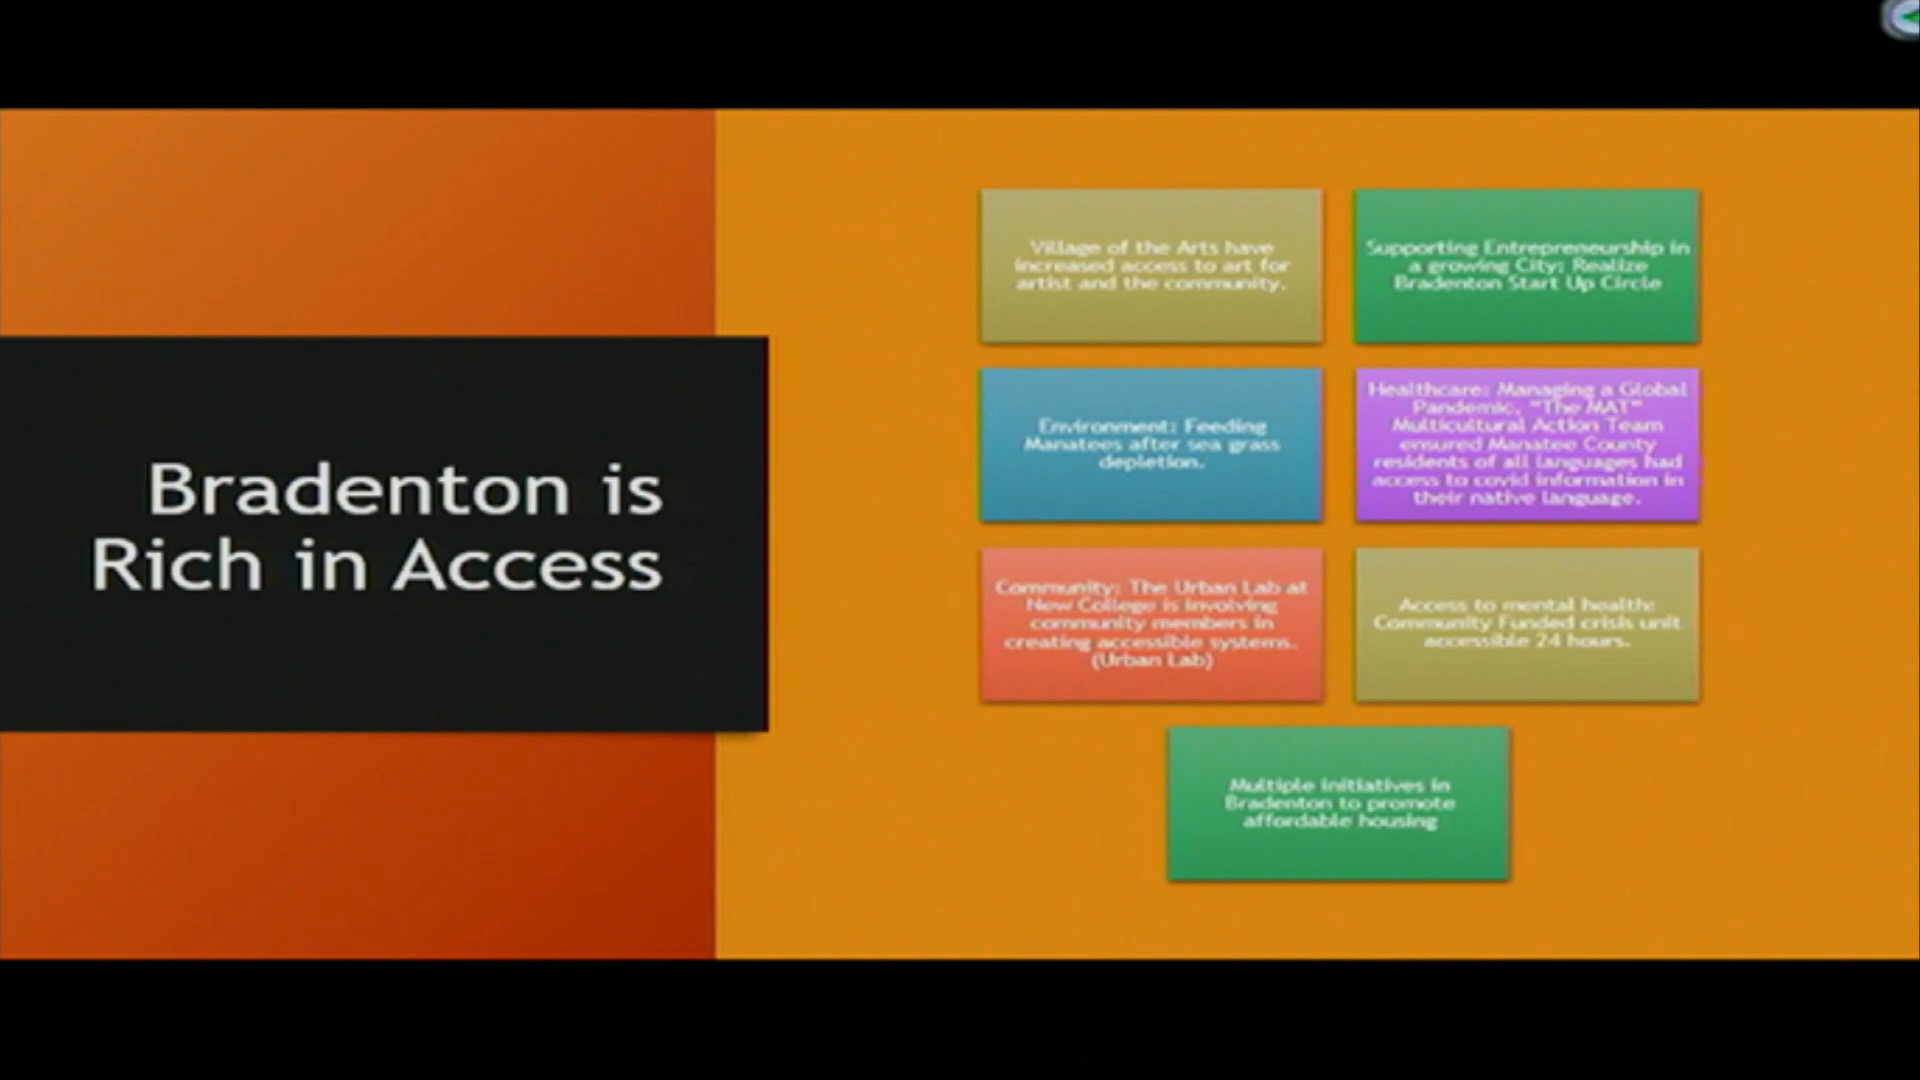 Bradenton is
Rich in Access
Village of the Arts have
increased access to art for
artist and the community.
Supporting Entrepreneurship in
a growing City: Realize
Bradenton Start Up Circle
Environment: Feeding
Manatees after sea grass
depletion.
Healthcare: Managing a Global
Pandemic, "The MAT"
Multicultural Action Team
ensured Manatee County
residents of all languages had
access to covid information in
their native language.
Community: The Urban Lab at
New College is involving
community members in
creating accessible systems.
(Urban Lab)
Access to mental health:
Community Funded crisis unit
accessible 24 hours.
Multiple initiatives in
Bradenton to promote
affordable housing